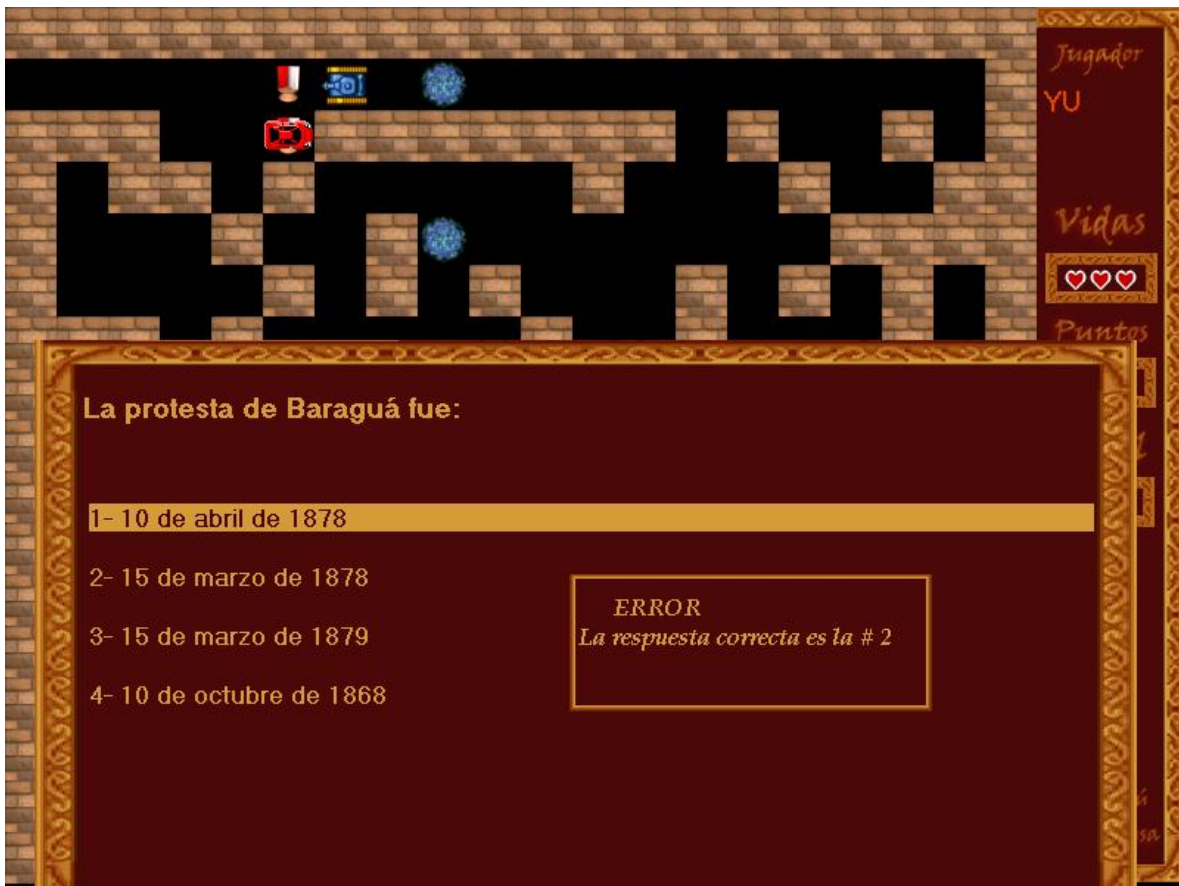 Jugador
YU
Vidas
Puntos
La protesta de Baraguá fue:
1- 10 de abril de 1878
2- 15 de marzo de 1878
3- 15 de marzo de 1879
4- 10 de octubre de 1868
ERROR
La respuesta correcta es la # 2